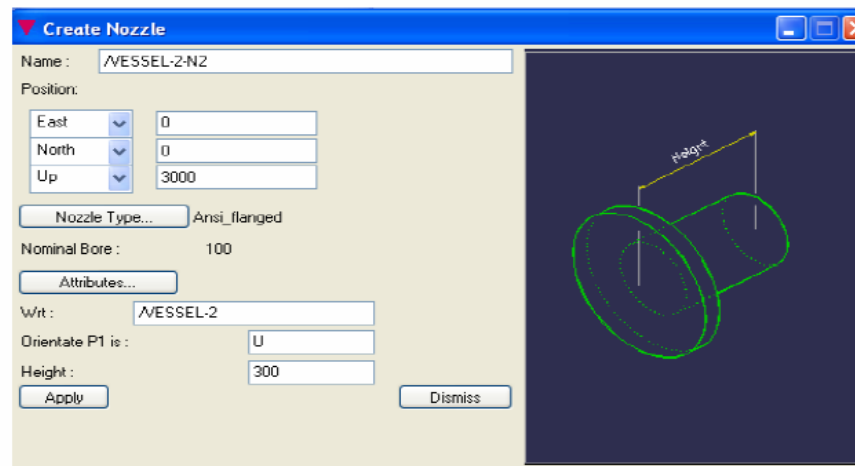 Create Nozzle
Name : /VESSEL-2-N2
Position:
East 0
North 0
Up 3000
Nozzle Type... Ansi_flanged
Nominal Bore : 100
Attributes...
Wrt : /VESSEL-2
Orientate P1 is : U
Height : 300
Apply Dismiss
Height